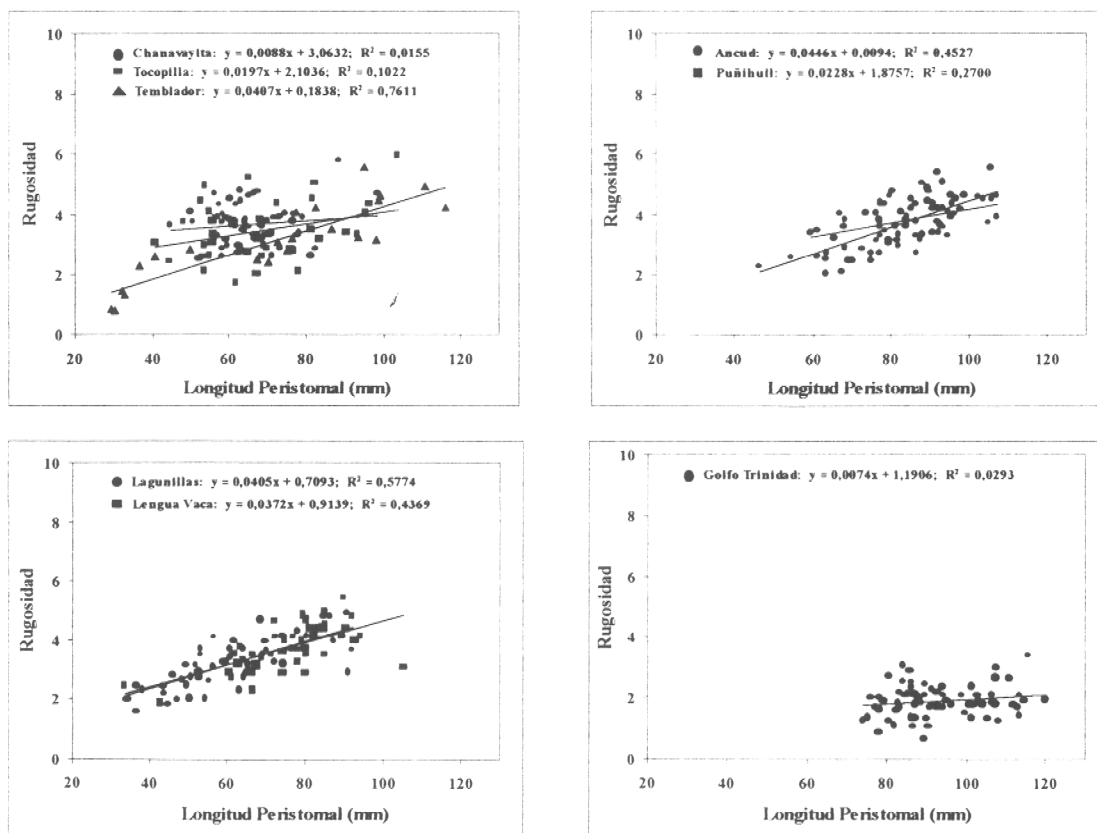 10
8
6
4
2
0
Rugosidad
Chanavayita: y = 0,0088x + 3,0632; R² = 0,0155
Tocopilla: y = 0,0197x + 2,1036; R² = 0,1022
Temblador: y = 0,0407x + 0,1838; R² = 0,7611
20 40 60 80 100 120
Longitud Peristomal (mm)
10
8
6
4
2
0
Rugosidad
Ancud: y = 0,0446x + 0,0094; R² = 0,4527
Puñihuil: y = 0,0228x + 1,8757; R² = 0,2700
20 40 60 80 100 120
Longitud Peristomal (mm)
10
8
6
4
2
0
Rugosidad
Lagunillas: y = 0,0405x + 0,7093; R² = 0,5774
Lengua Vaca: y = 0,0372x + 0,9139; R² = 0,4369
20 40 60 80 100 120
Longitud Peristomal (mm)
10
8
6
4
2
0
Rugosidad
Golfo Trinidad: y = 0,0074x + 1,1906; R² = 0,0293
20 40 60 80 100 120
Longitud Peristomal (mm)